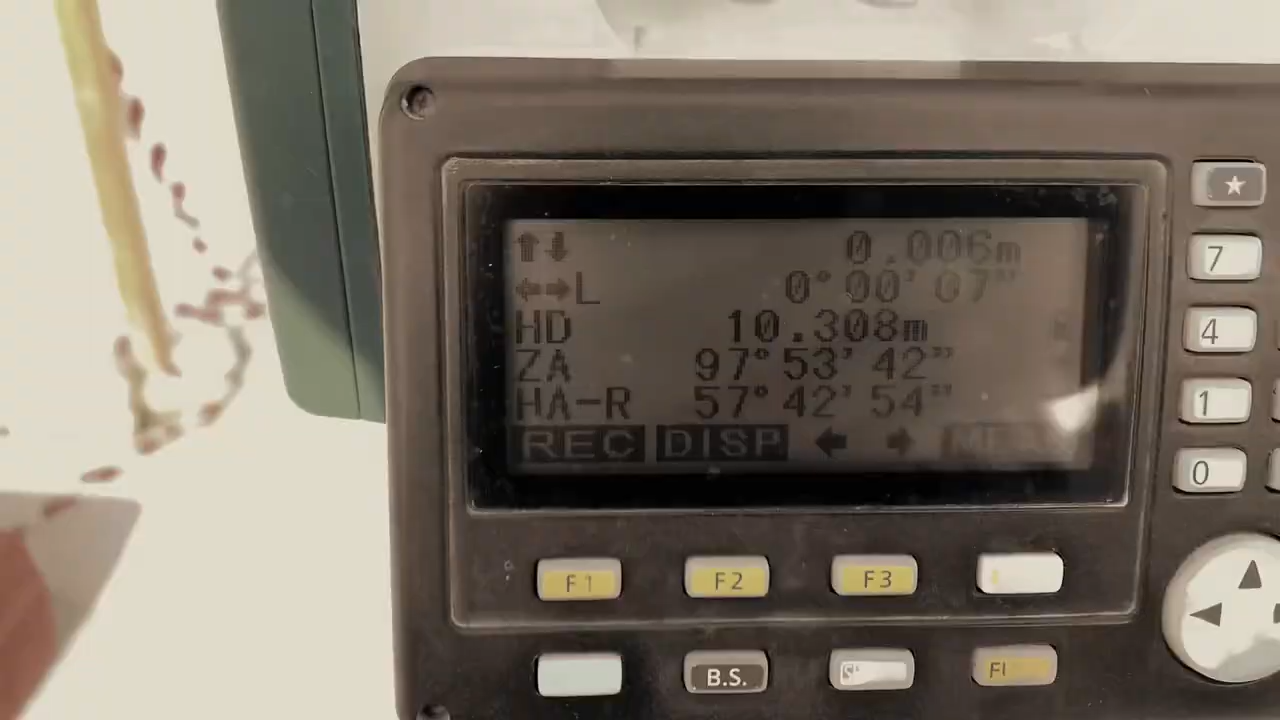 ⬆⬇ 0.006m
⬅➡L 0°00'07"
HD 10.308m
ZA 97°53'42"
HA-R 57°42'54"
REC DISP ← →
★
7
4
1
0
F1 F2 F3
B.S.